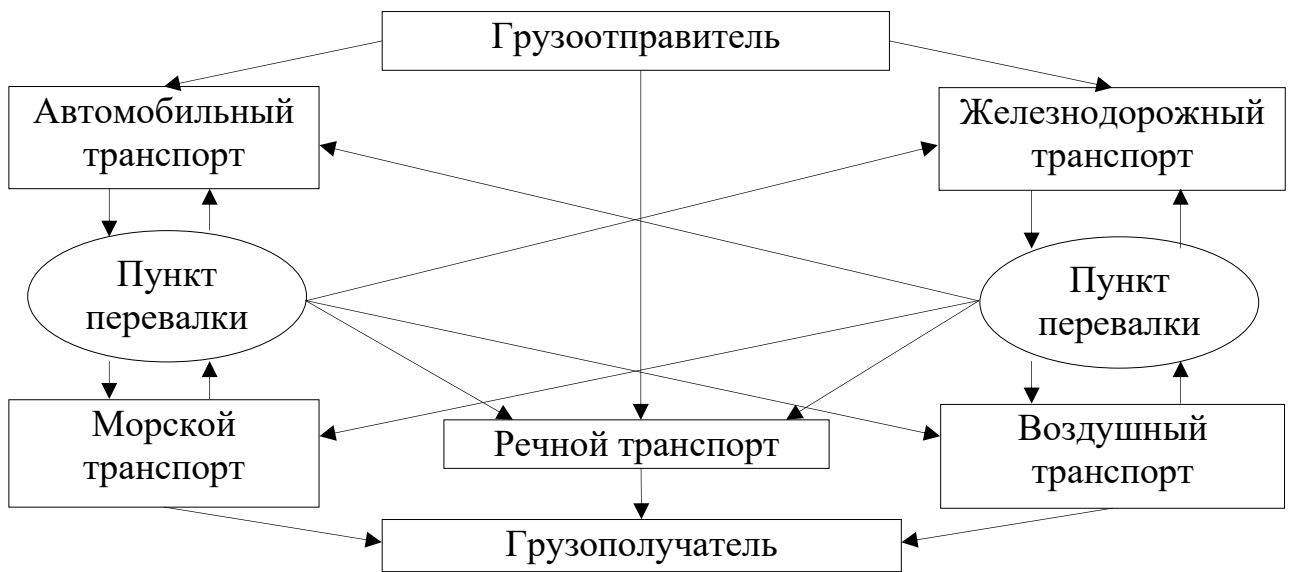 Грузоотправитель
Автомобильный
транспорт
Железнодорожный
транспорт
Пункт
перевалки
Пункт
перевалки
Морской
транспорт
Речной транспорт
Воздушный
транспорт
Грузополучатель